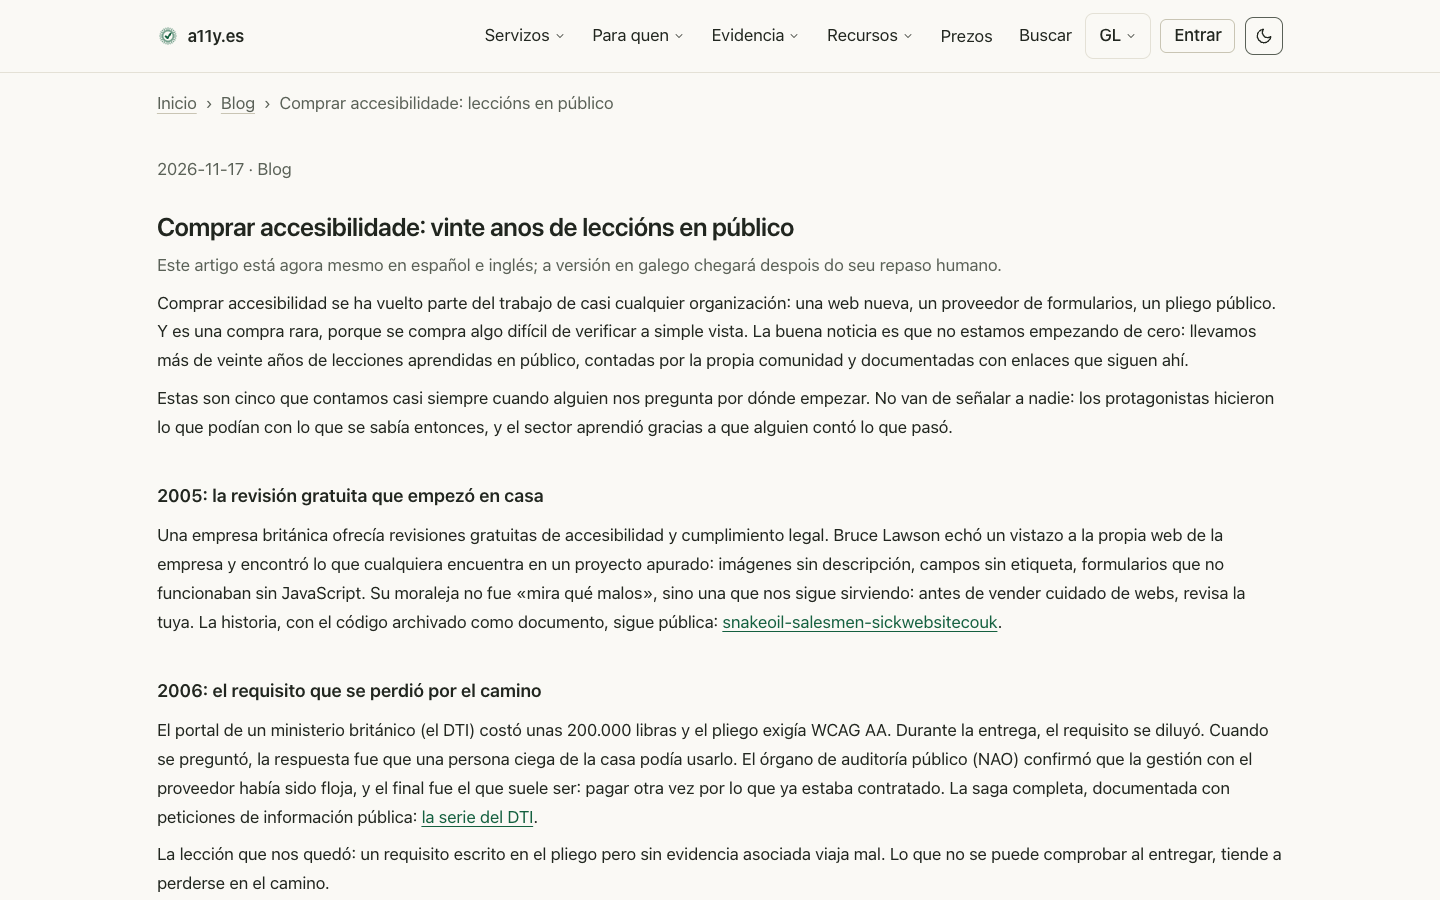 a11y.es
Servizos
Para quen
Evidencia
Recursos
Prezos
Buscar
GL
Entrar
Inicio › Blog › Comprar accesibilidade: leccións en público
2026-11-17 · Blog
Comprar accesibilidade: vinte anos de leccións en público
Este artigo está agora mesmo en español e inglés; a versión en galego chegará despois do seu repaso humano.
Comprar accesibilidad se ha vuelto parte del trabajo de casi cualquier organización: una web nueva, un proveedor de formularios, un pliego público.
Y es una compra rara, porque se compra algo difícil de verificar a simple vista. La buena noticia es que no estamos empezando de cero: llevamos
más de veinte años de lecciones aprendidas en público, contadas por la propia comunidad y documentadas con enlaces que siguen ahí.
Estas son cinco que contamos casi siempre cuando alguien nos pregunta por dónde empezar. No van de señalar a nadie: los protagonistas hicieron
lo que podían con lo que se sabía entonces, y el sector aprendió gracias a que alguien contó lo que pasó.
2005: la revisión gratuita que empezó en casa
Una empresa británica ofrecía revisiones gratuitas de accesibilidad y cumplimiento legal. Bruce Lawson echó un vistazo a la propia web de la
empresa y encontró lo que cualquiera encuentra en un proyecto apurado: imágenes sin descripción, campos sin etiqueta, formularios que no
funcionaban sin JavaScript. Su moraleja no fue «mira qué malos», sino una que nos sigue sirviendo: antes de vender cuidado de webs, revisa la
tuya. La historia, con el código archivado como documento, sigue pública: snakeoil-salesmen-sickwebsitecouk.
2006: el requisito que se perdió por el camino
El portal de un ministerio británico (el DTI) costó unas 200.000 libras y el pliego exigía WCAG AA. Durante la entrega, el requisito se diluyó. Cuando
se preguntó, la respuesta fue que una persona ciega de la casa podía usarlo. El órgano de auditoría público (NAO) confirmó que la gestión con el
proveedor había sido floja, y el final fue el que suele ser: pagar otra vez por lo que ya estaba contratado. La saga completa, documentada con
peticiones de información pública: la serie del DTI.
La lección que nos quedó: un requisito escrito en el pliego pero sin evidencia asociada viaja mal. Lo que no se puede comprobar al entregar, tiende a
perderse en el camino.